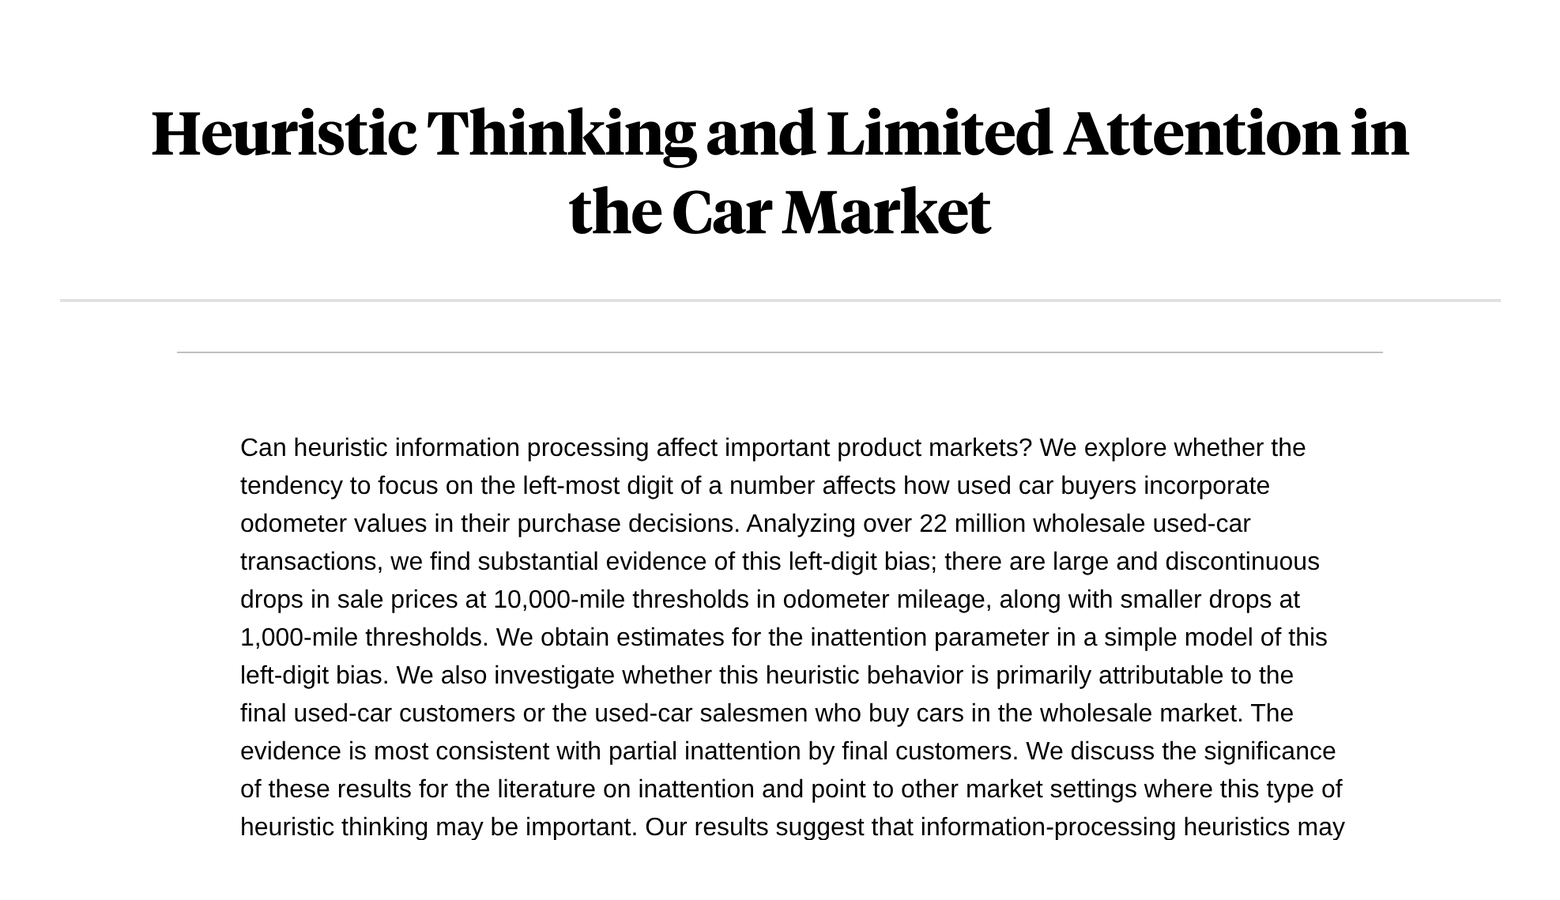 Heuristic Thinking and Limited Attention in
the Car Market
Can heuristic information processing affect important product markets? We explore whether the
tendency to focus on the left-most digit of a number affects how used car buyers incorporate
odometer values in their purchase decisions. Analyzing over 22 million wholesale used-car
transactions, we find substantial evidence of this left-digit bias; there are large and discontinuous
drops in sale prices at 10,000-mile thresholds in odometer mileage, along with smaller drops at
1,000-mile thresholds. We obtain estimates for the inattention parameter in a simple model of this
left-digit bias. We also investigate whether this heuristic behavior is primarily attributable to the
final used-car customers or the used-car salesmen who buy cars in the wholesale market. The
evidence is most consistent with partial inattention by final customers. We discuss the significance
of these results for the literature on inattention and point to other market settings where this type of
heuristic thinking may be important. Our results suggest that information-processing heuristics may